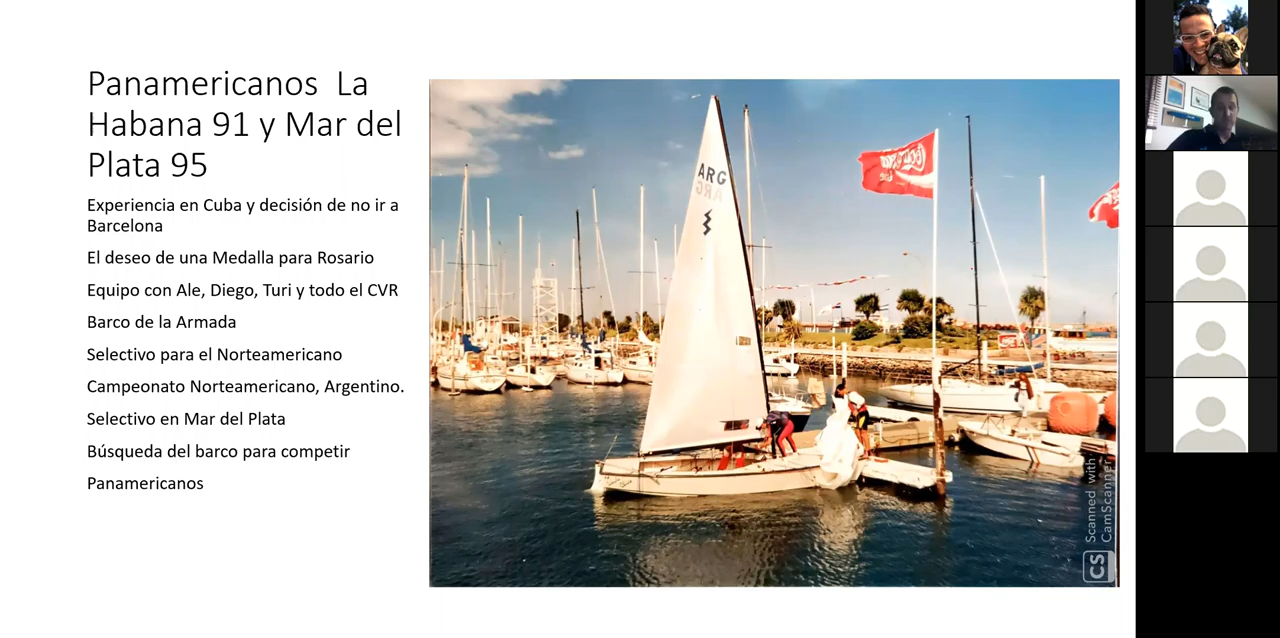 Panamericanos La
Habana 91 y Mar del
Plata 95
Experiencia en Cuba y decisión de no ir a
Barcelona
El deseo de una Medalla para Rosario
Equipo con Ale, Diego, Turi y todo el CVR
Barco de la Armada
Selectivo para el Norteamericano
Campeonato Norteamericano, Argentino.
Selectivo en Mar del Plata
Búsqueda del barco para competir
Panamericanos
ARG
ARG
Coca-Cola
Scanned with
CamScanner
CS